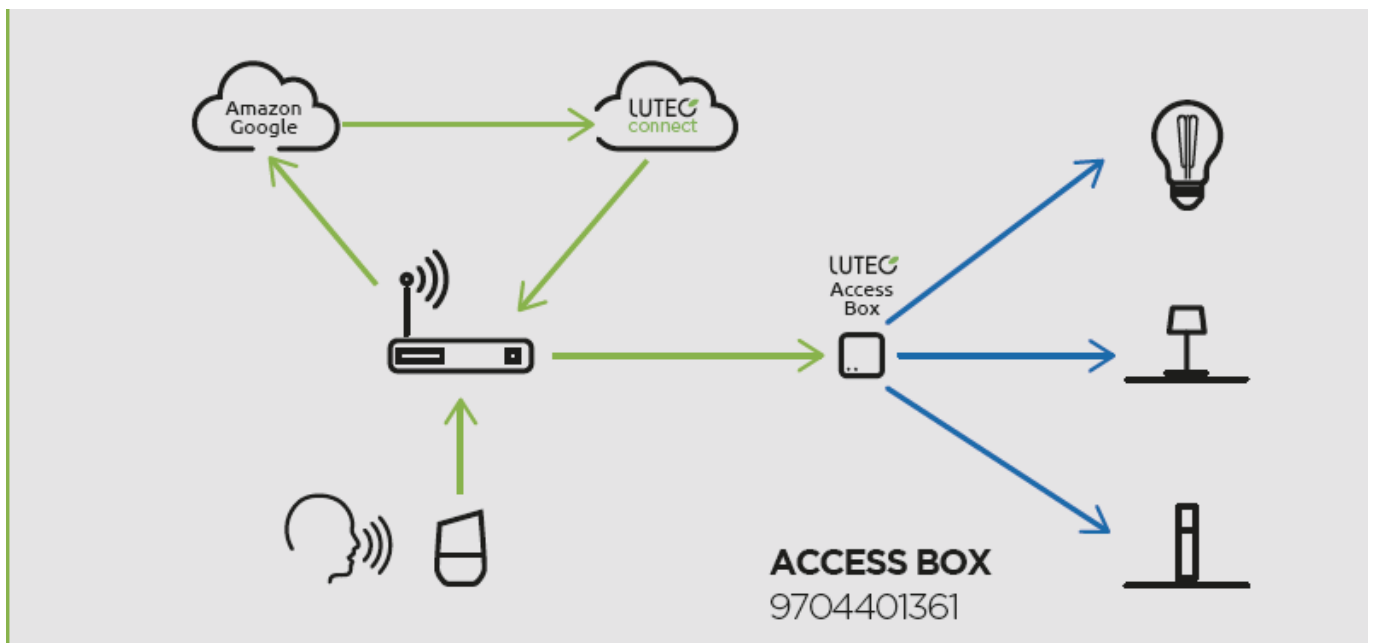 Amazon
Google
LUTEC
connect
LUTEC
Access
Box
ACCESS BOX
9704401361